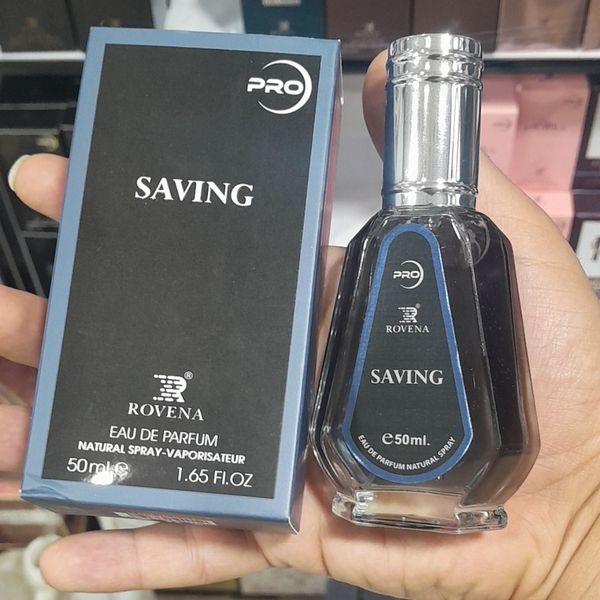 PRO
SAVING
R®
ROVENA
EAU DE PARFUM
NATURAL SPRAY-VAPORISATEUR
50ml ℮
1.65 Fl.OZ
PRO
ROVENA
SAVING
℮50ml.
EAU DE PARFUM NATURAL SPRAY